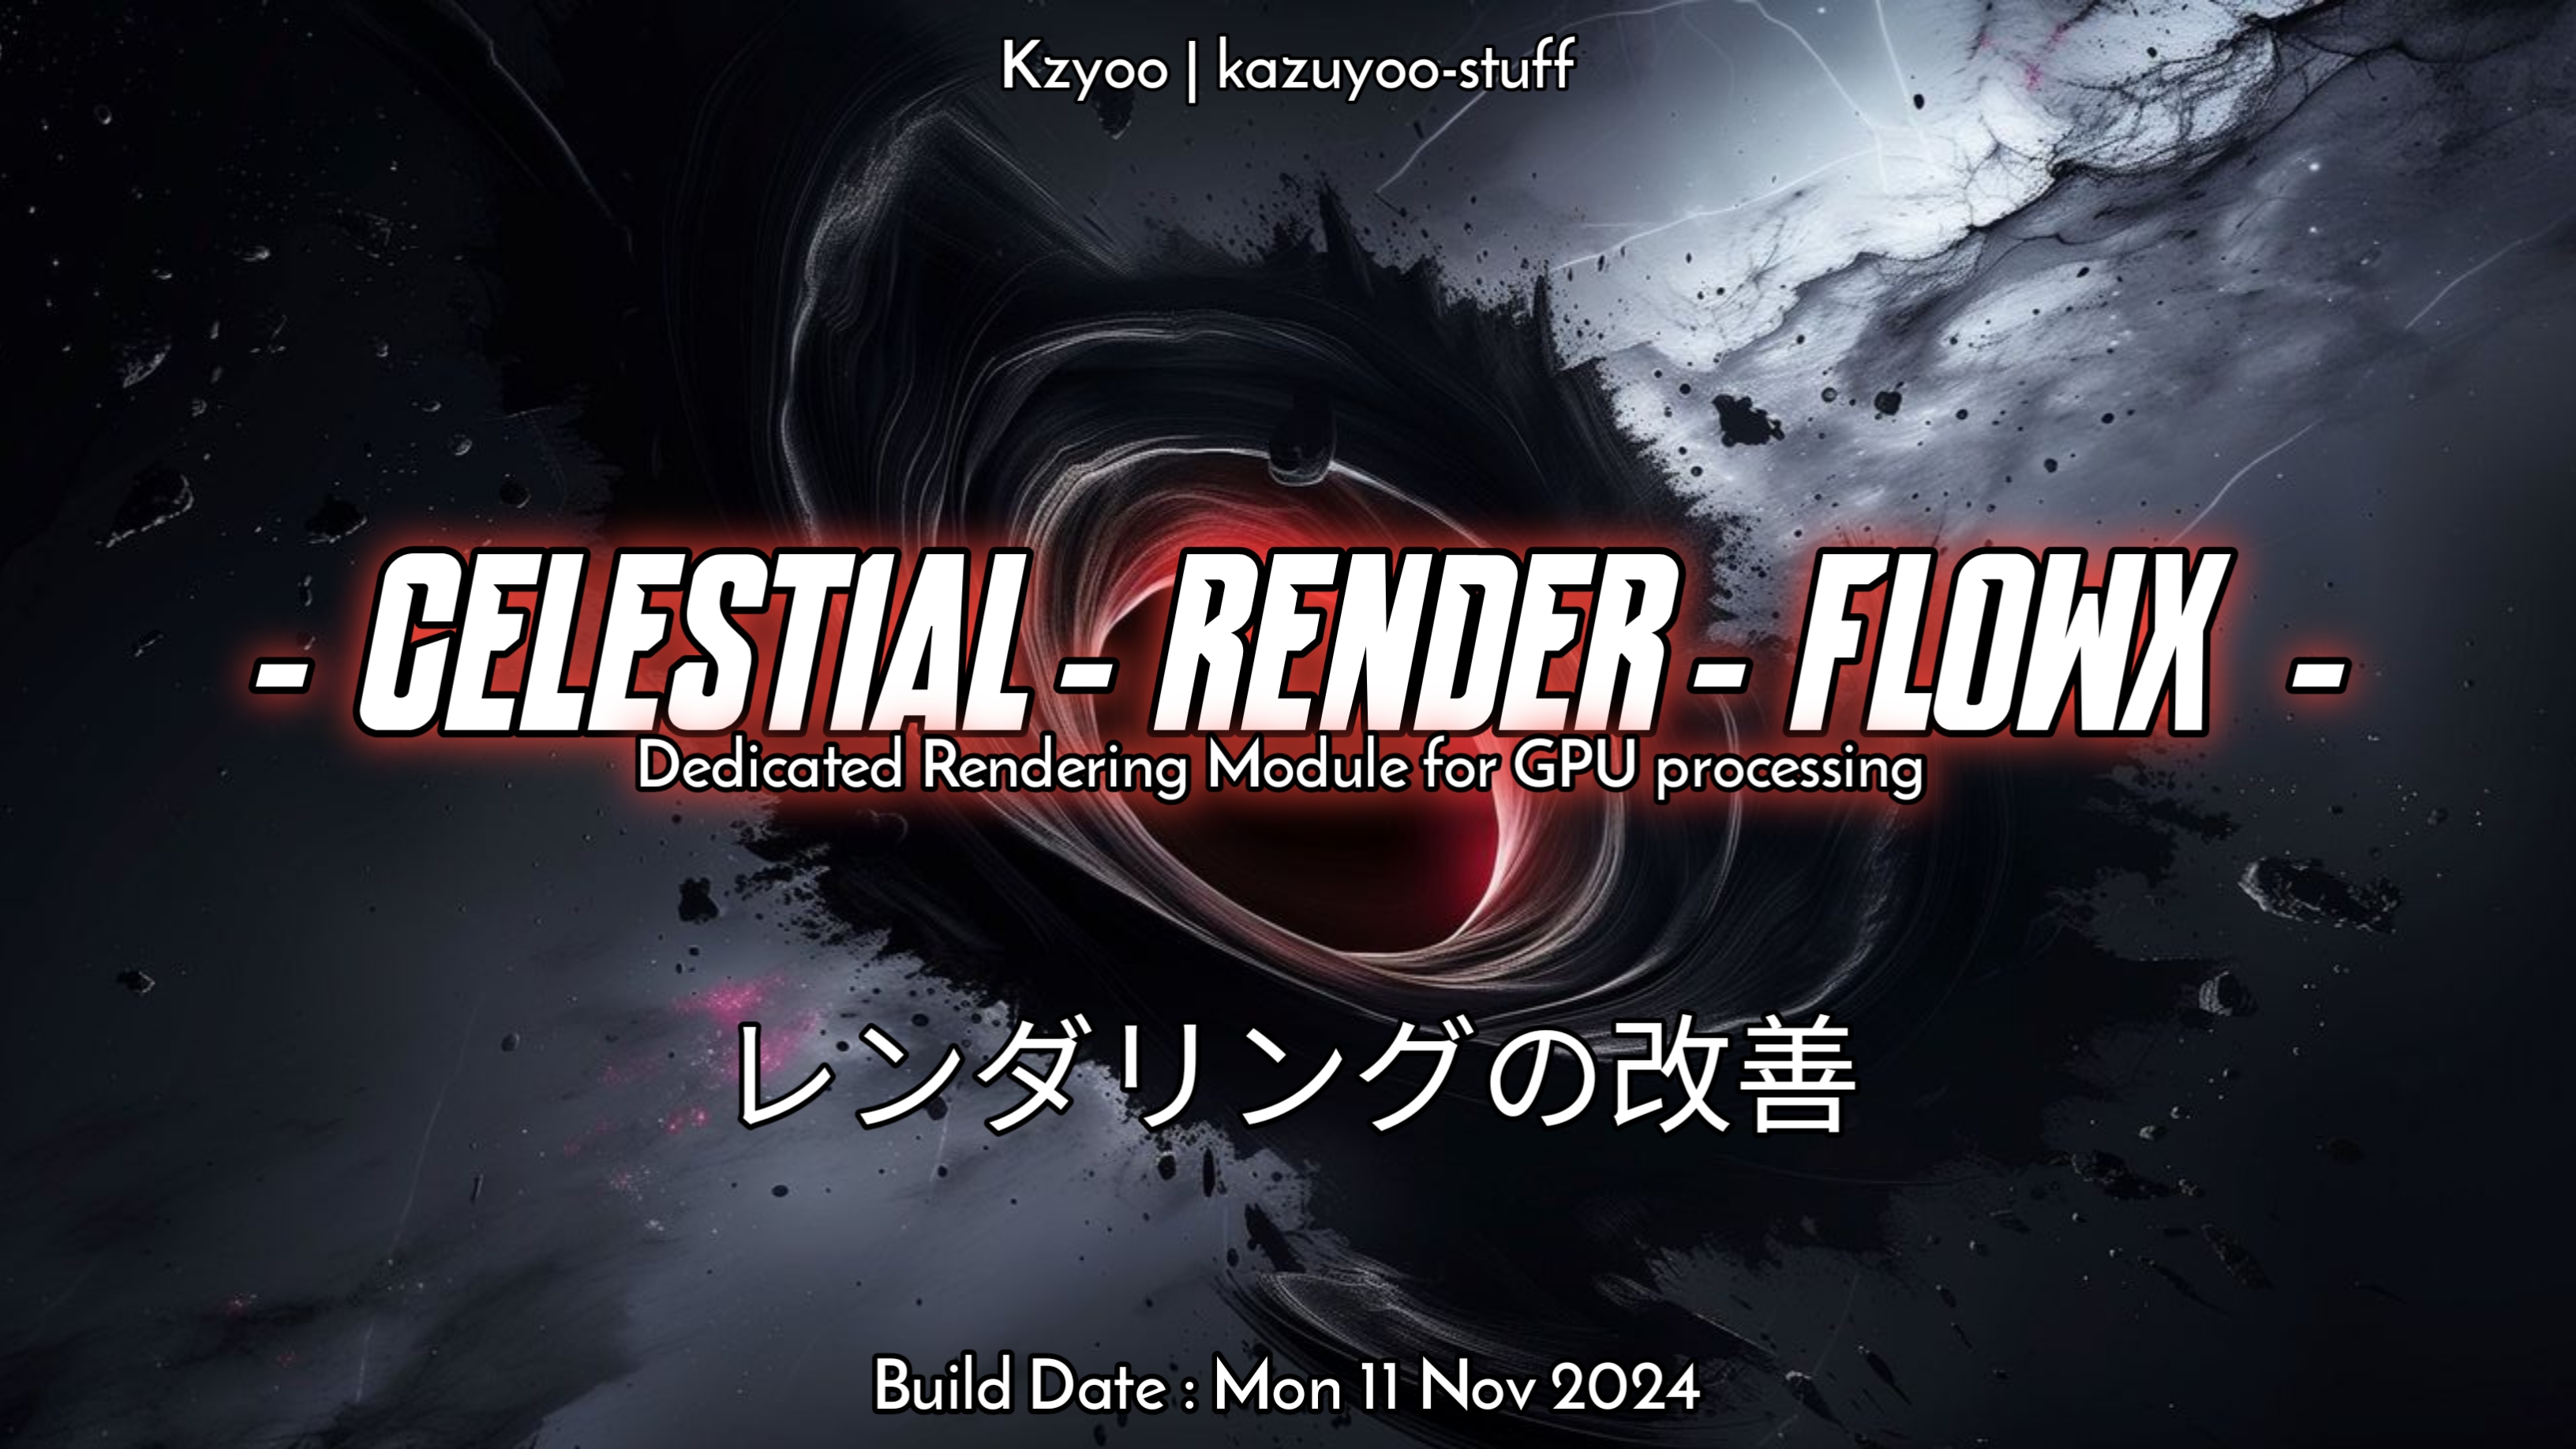 Kzyoo | kazuyoo-stuff
- CELESTIAL - RENDER - FLOWX -
Dedicated Rendering Module for GPU processing
レンダリングの改善
Build Date : Mon 11 Nov 2024